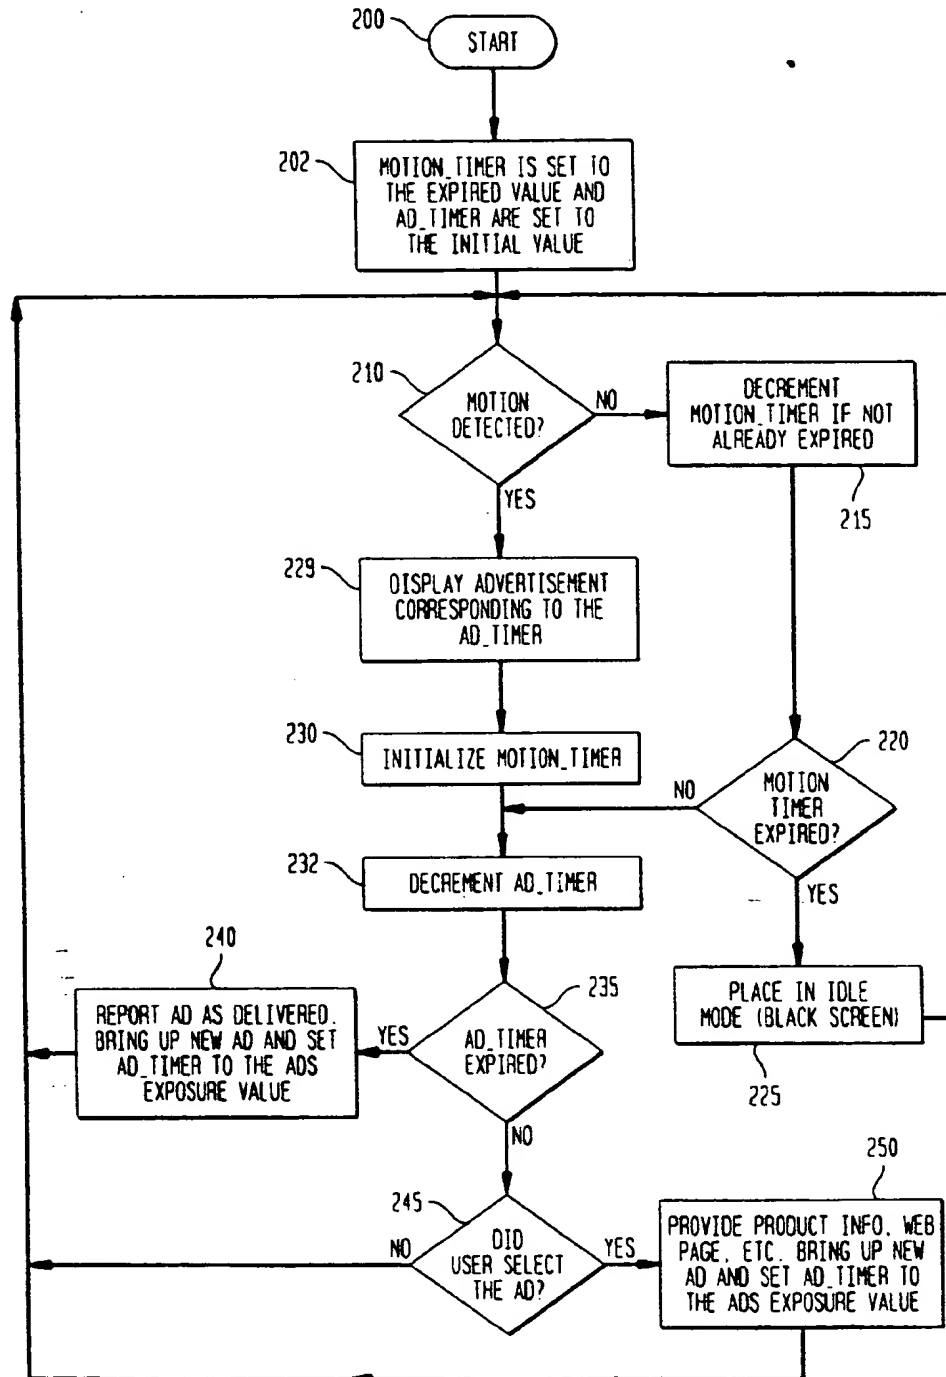 200
START
202
MOTION_TIMER IS SET TO
THE EXPIRED VALUE AND
AD_TIMER ARE SET TO
THE INITIAL VALUE
210
MOTION
DETECTED?
NO
DECREMENT
MOTION_TIMER IF NOT
ALREADY EXPIRED
215
YES
229
DISPLAY ADVERTISEMENT
CORRESPONDING TO THE
AD_TIMER
230
INITIALIZE MOTION_TIMER
220
MOTION
TIMER
EXPIRED?
NO
YES
232
DECREMENT AD_TIMER
PLACE IN IDLE
MODE (BLACK SCREEN)
225
240
REPORT AD AS DELIVERED.
BRING UP NEW AD AND SET
AD_TIMER TO THE ADS
EXPOSURE VALUE
235
AD_TIMER
EXPIRED?
YES
NO
245
DID
USER SELECT
THE AD?
NO
YES
250
PROVIDE PRODUCT INFO, WEB
PAGE, ETC. BRING UP NEW
AD AND SET AD_TIMER TO
THE ADS EXPOSURE VALUE